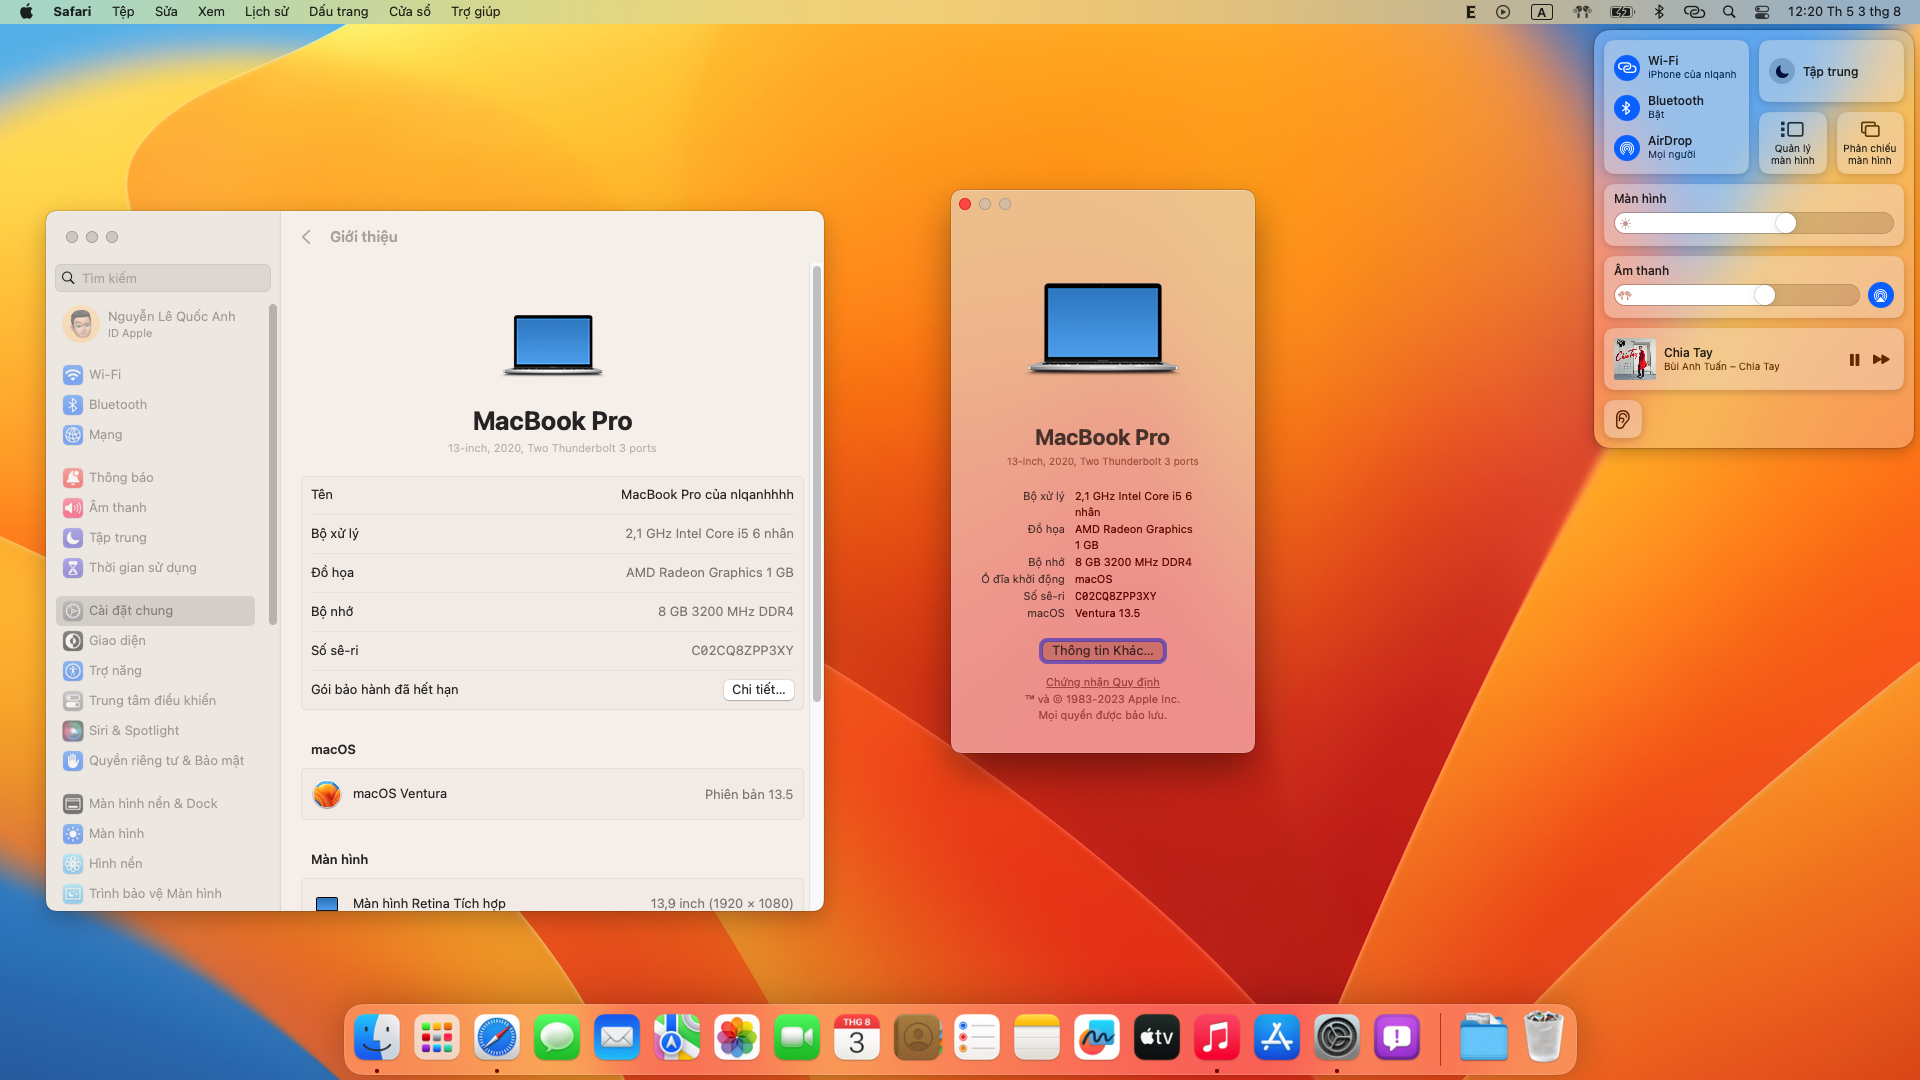 Safari Tệp Sửa Xem Lịch sử Dấu trang Cửa sổ Trợ giúp
E A 12:20 Th 5 3 thg 8
Giới thiệu
Tìm kiếm
Nguyễn Lê Quốc Anh
ID Apple
Wi-Fi
Bluetooth
Mạng
Thông báo
Âm thanh
Tập trung
Thời gian sử dụng
Cài đặt chung
Giao diện
Trợ năng
Trung tâm điều khiển
Siri & Spotlight
Quyền riêng tư & Bảo mật
Màn hình nền & Dock
Màn hình
Hình nền
Trình bảo vệ Màn hình
MacBook Pro
13-inch, 2020, Two Thunderbolt 3 ports
Tên MacBook Pro của nlqanhhhh
Bộ xử lý 2,1 GHz Intel Core i5 6 nhân
Đồ họa AMD Radeon Graphics 1 GB
Bộ nhớ 8 GB 3200 MHz DDR4
Số sê-ri C02CQ8ZPP3XY
Gói bảo hành đã hết hạn Chi tiết...
macOS
macOS Ventura Phiên bản 13.5
Màn hình
Màn hình Retina Tích hợp 13,9 inch (1920 × 1080)
MacBook Pro
13-inch, 2020, Two Thunderbolt 3 ports
Bộ xử lý 2,1 GHz Intel Core i5 6
nhân
Đồ họa AMD Radeon Graphics
1 GB
Bộ nhớ 8 GB 3200 MHz DDR4
Ổ đĩa khởi động macOS
Số sê-ri C02CQ8ZPP3XY
macOS Ventura 13.5
Thông tin Khác...
Chứng nhận Quy định
™ và © 1983-2023 Apple Inc.
Mọi quyền được bảo lưu.
Wi-Fi
iPhone của nlqanh
Bluetooth
Bật
AirDrop
Mọi người
Tập trung
Quản lý
màn hình
Phản chiếu
màn hình
Màn hình
Âm thanh
Chia Tay
Bùi Anh Tuấn – Chia Tay
THG 8
3
tv